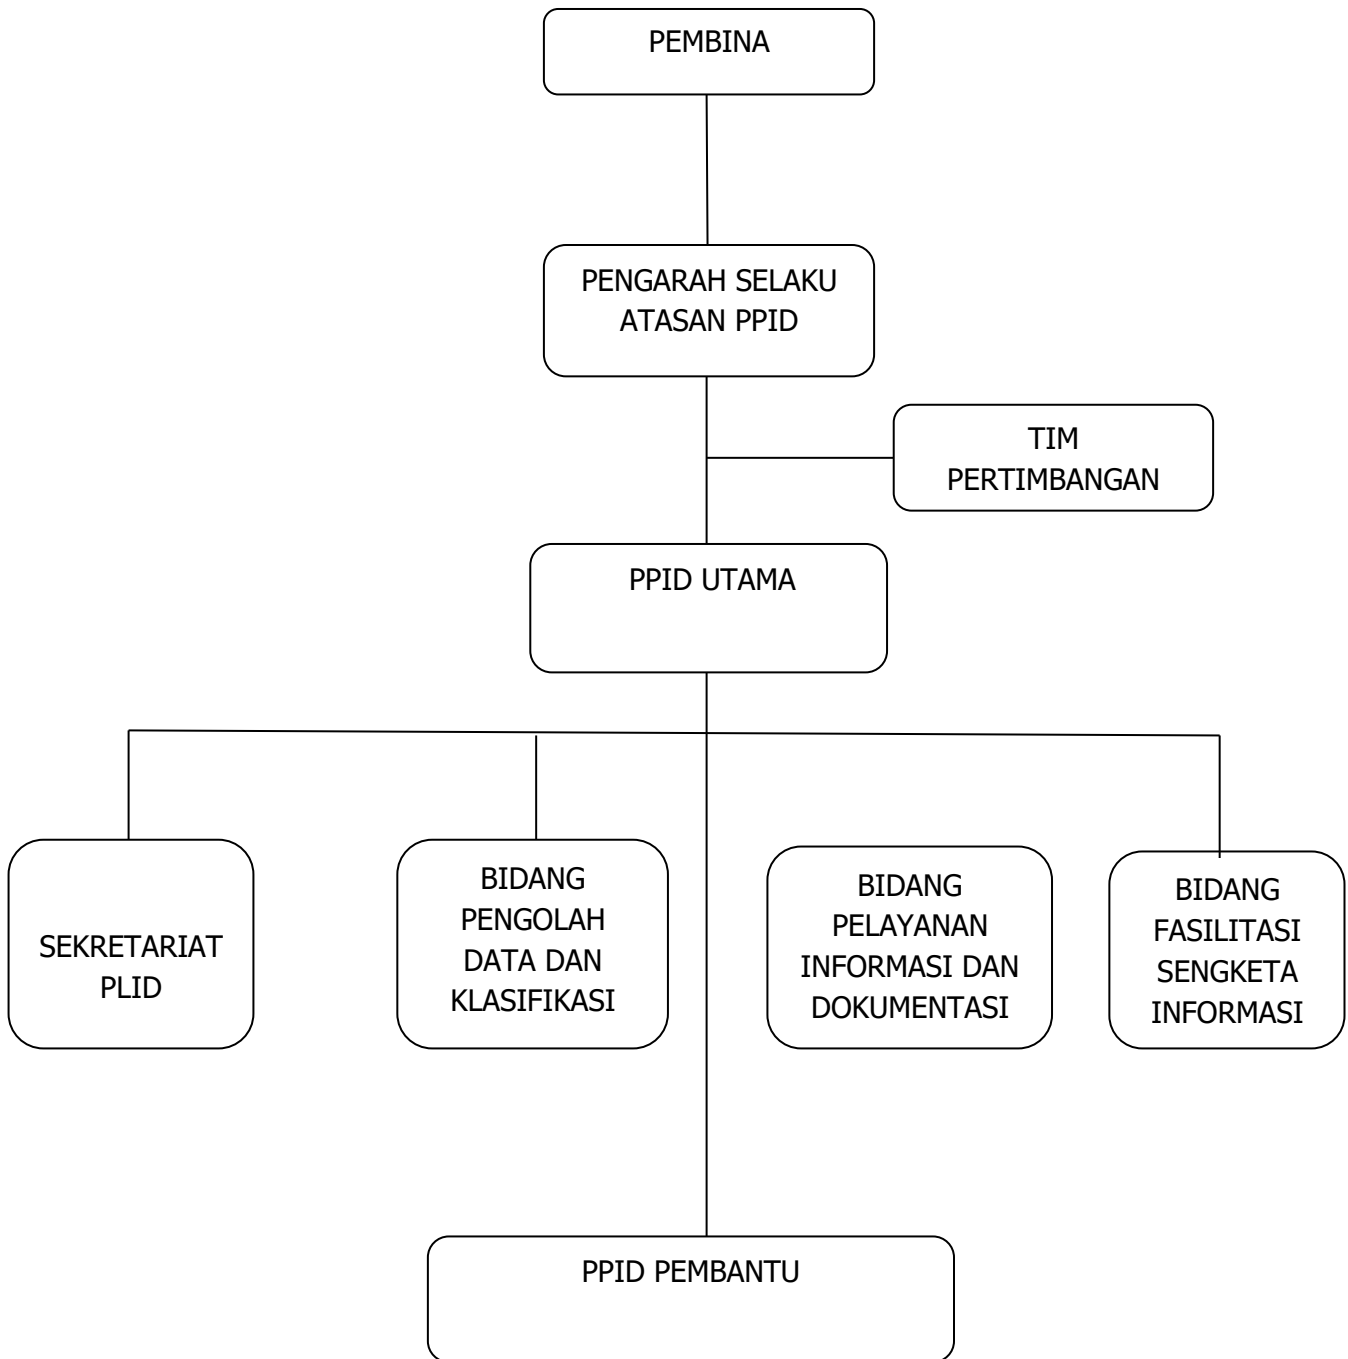 PEMBINA
PENGARAH SELAKU
ATASAN PPID
TIM
PERTIMBANGAN
PPID UTAMA
SEKRETARIAT
PLID
BIDANG
PENGOLAH
DATA DAN
KLASIFIKASI
BIDANG
PELAYANAN
INFORMASI DAN
DOKUMENTASI
BIDANG
FASILITASI
SENGKETA
INFORMASI
PPID PEMBANTU